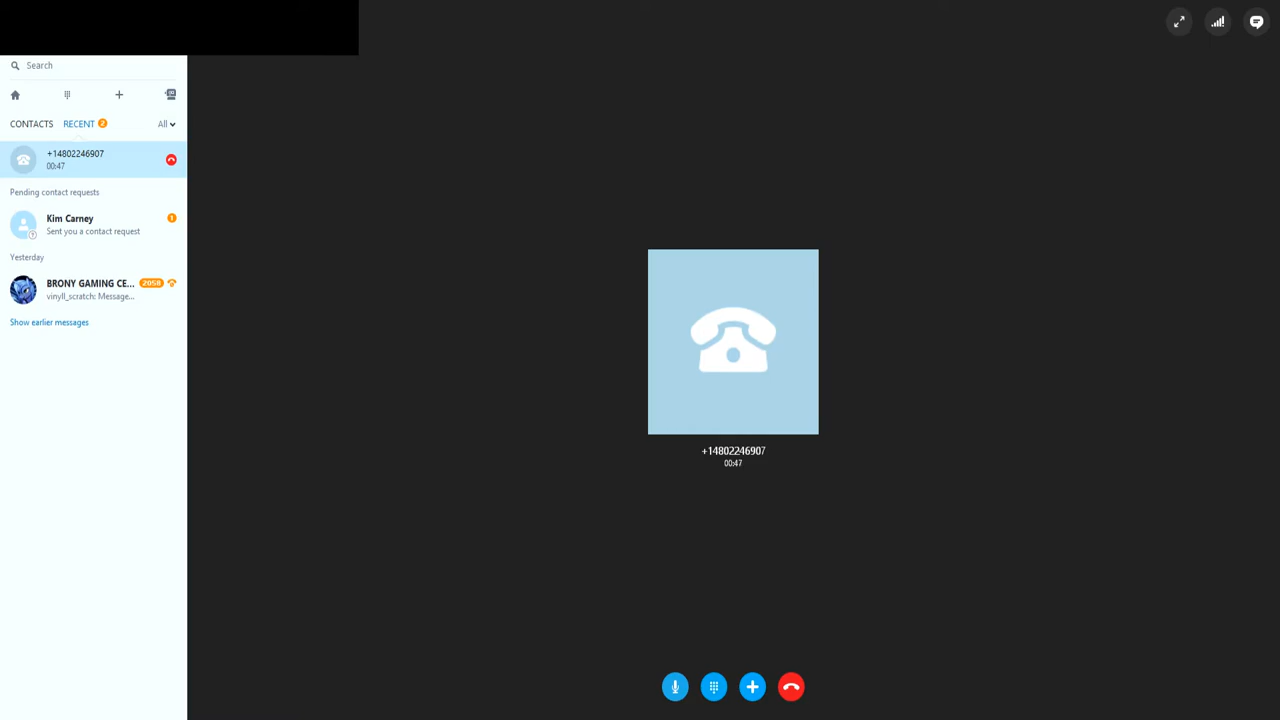 Search
CONTACTS RECENT 2 All
+14802246907
00:47
Pending contact requests
Kim Carney 1
Sent you a contact request
Yesterday
BRONY GAMING CE... 2058
vinyll_scratch: Message...
Show earlier messages
+14802246907
00:47